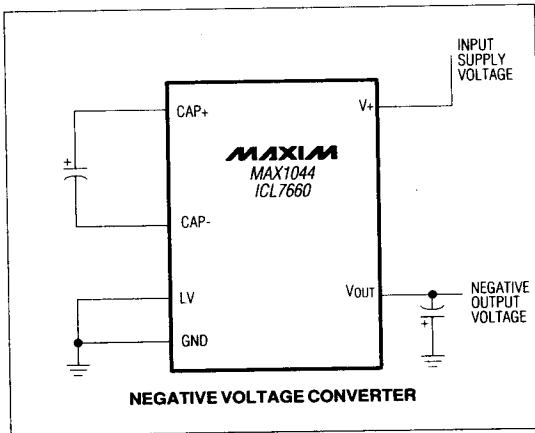 INPUT
SUPPLY
VOLTAGE
CAP+
V+
MAXIM
MAX1044
ICL7660
+
CAP-
LV
VOUT
NEGATIVE
OUTPUT
VOLTAGE
+
GND
NEGATIVE VOLTAGE CONVERTER